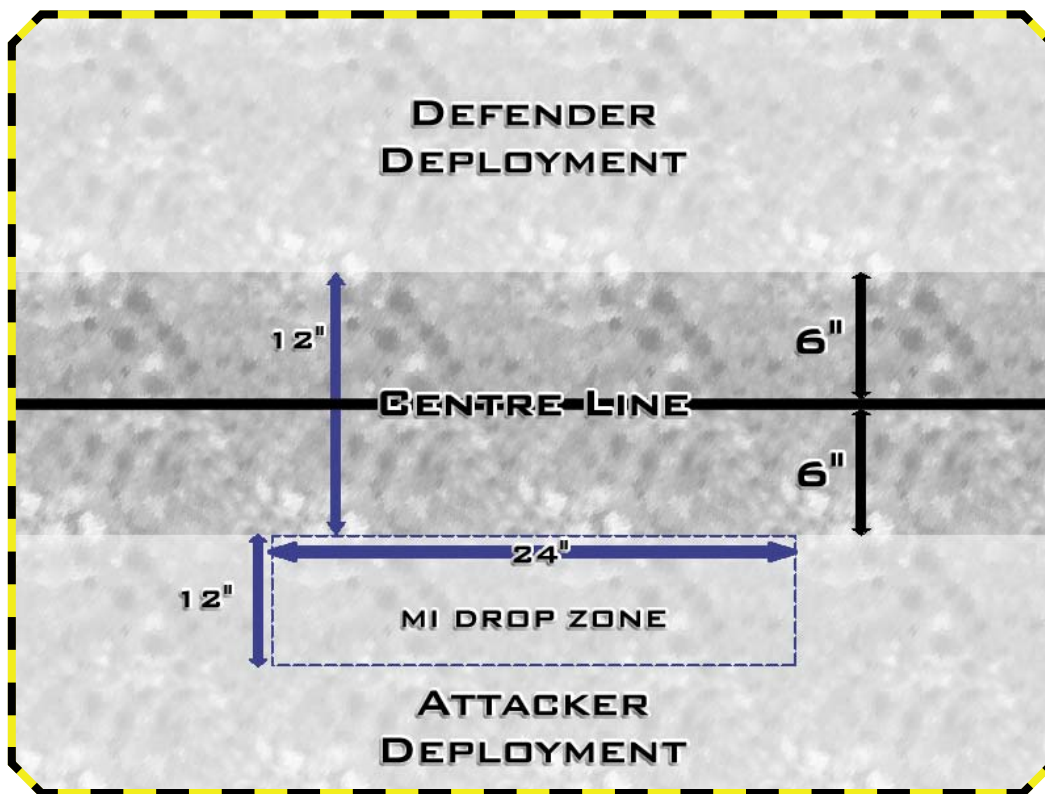 DEFENDER
DEPLOYMENT
12"
6"
CENTRE LINE
6"
24"
12"
MI DROP ZONE
ATTACKER
DEPLOYMENT